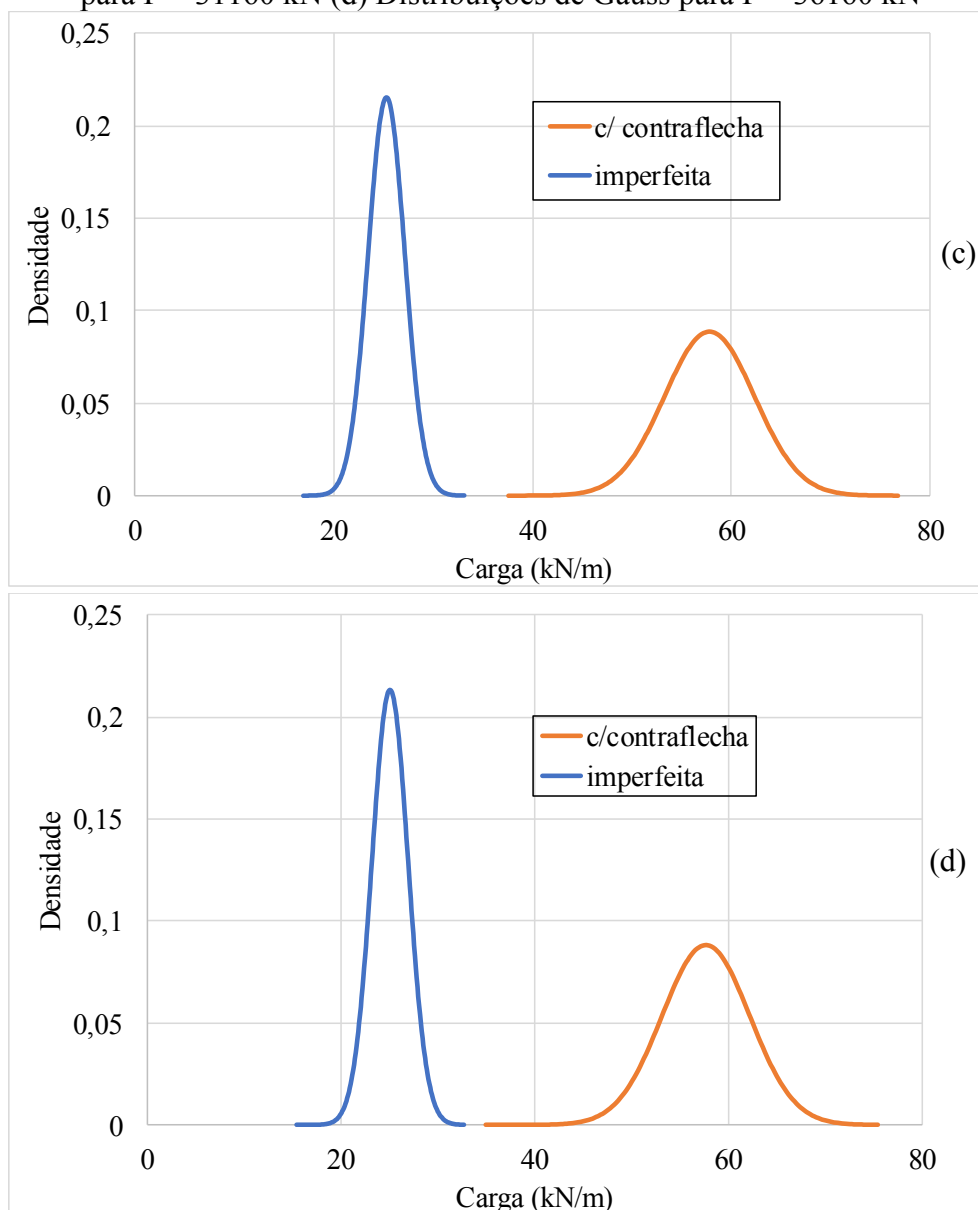 para P = 51100 kN (d) Distribuições de Gauss para P = 50160 kN
0,25
0,2
0,15
0,1
0,05
0
Densidade
c/ contraflecha
imperfeita
(c)
0
20
40
60
80
Carga (kN/m)
0,25
0,2
0,15
0,1
0,05
0
Densidade
c/contraflecha
imperfeita
(d)
0
20
40
60
80
Carga (kN/m)